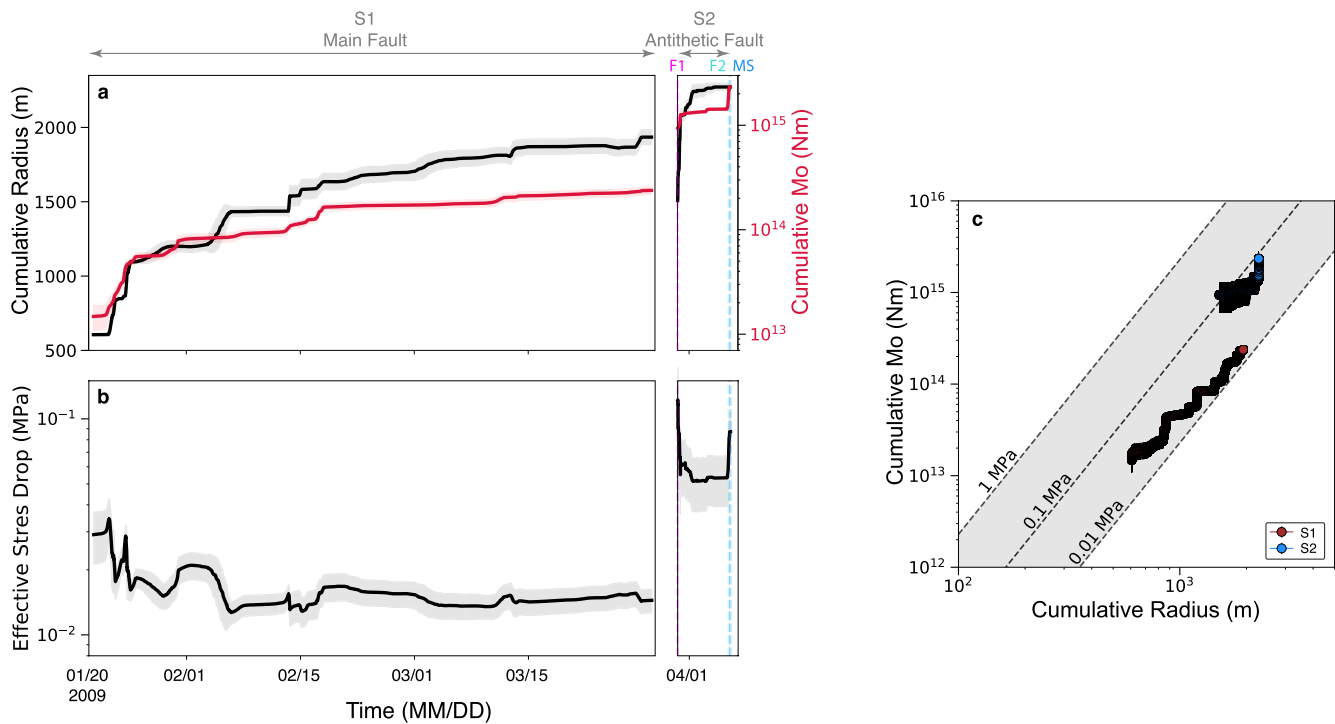 S1
Main Fault
S2
Antithetic Fault
F1
F2
MS
a
Cumulative Radius (m)
2000
1500
1000
500
10^15
10^14
10^13
Cumulative Mo (Nm)
b
Effective Stres Drop (MPa)
10^−1
10^−2
01/20
2009
02/01
02/15
03/01
03/15
04/01
Time (MM/DD)
c
Cumulative Mo (Nm)
10^16
10^15
10^14
10^13
10^12
1 MPa
0.1 MPa
0.01 MPa
S1
S2
10^2
10^3
Cumulative Radius (m)